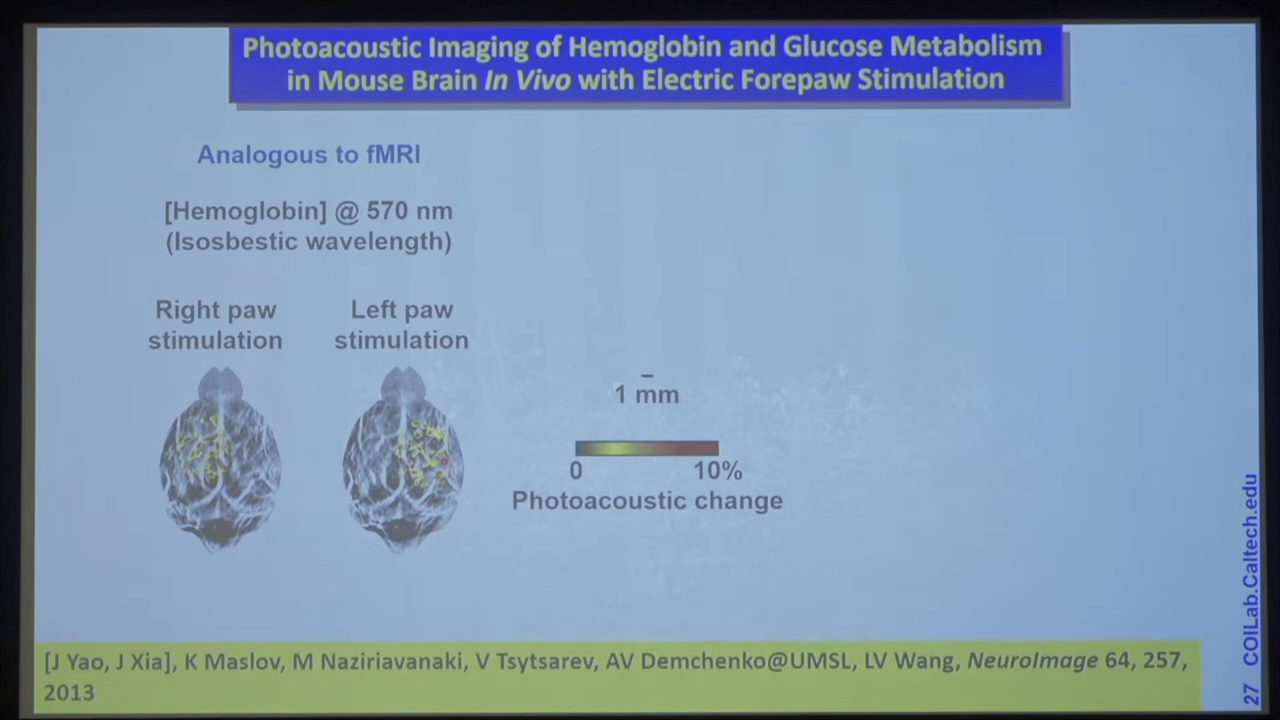 Photoacoustic Imaging of Hemoglobin and Glucose Metabolism
in Mouse Brain In Vivo with Electric Forepaw Stimulation
Analogous to fMRI
[Hemoglobin] @ 570 nm
(Isosbestic wavelength)
Right paw
stimulation
Left paw
stimulation
1 mm
0
10%
Photoacoustic change
[J Yao, J Xia], K Maslov, M Naziriavanaki, V Tsytsarev, AV Demchenko@UMSL, LV Wang, NeuroImage 64, 257,
2013
27 COILab.Caltech.edu